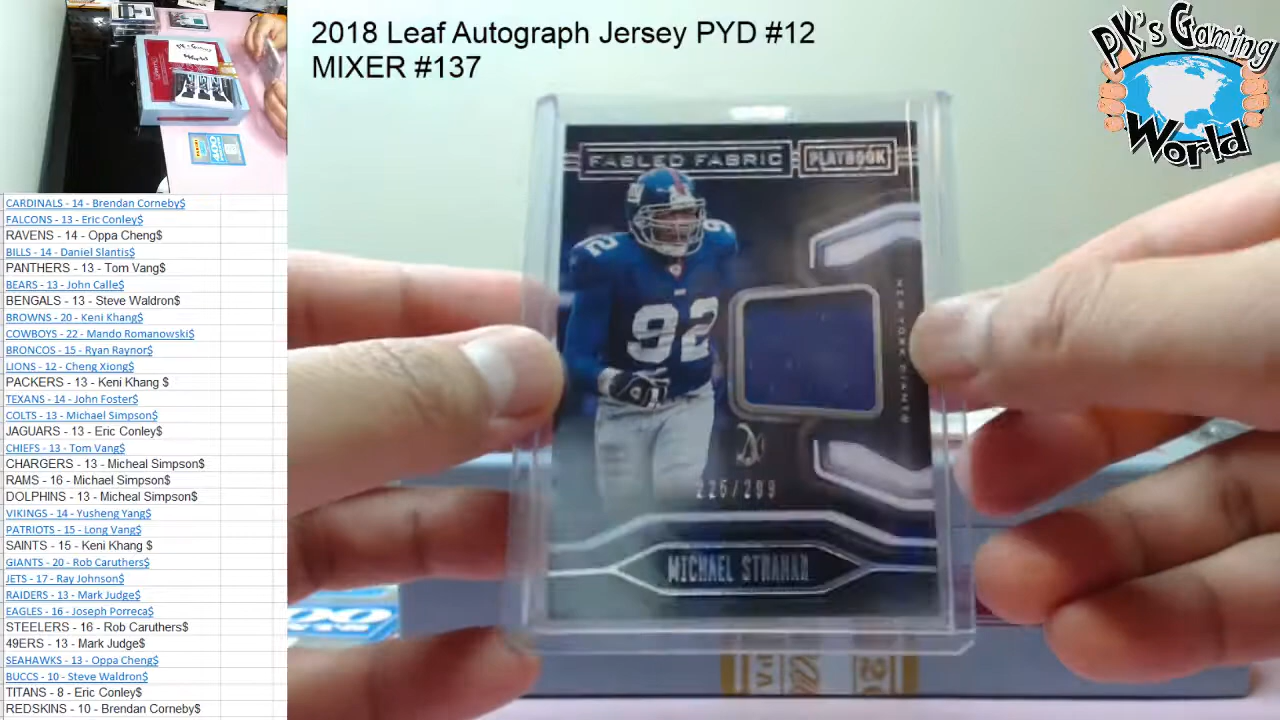 2018 Leaf Autograph Jersey PYD #12
MIXER #137
PK's Gaming
World
CARDINALS - 14 - Brendan Corneby$
FALCONS - 13 - Eric Conley$
RAVENS - 14 - Oppa Cheng$
BILLS - 14 - Daniel Slantis$
PANTHERS - 13 - Tom Vang$
BEARS - 13 - John Calle$
BENGALS - 13 - Steve Waldron$
BROWNS - 20 - Keni Khang$
COWBOYS - 22 - Mando Romanowski$
BRONCOS - 15 - Ryan Raynor$
LIONS - 12 - Cheng Xiong$
PACKERS - 13 - Keni Khang $
TEXANS - 14 - John Foster$
COLTS - 13 - Michael Simpson$
JAGUARS - 13 - Eric Conley$
CHIEFS - 13 - Tom Vang$
CHARGERS - 13 - Micheal Simpson$
RAMS - 16 - Michael Simpson$
DOLPHINS - 13 - Micheal Simpson$
VIKINGS - 14 - Yusheng Yang$
PATRIOTS - 15 - Long Vang$
SAINTS - 15 - Keni Khang $
GIANTS - 20 - Rob Caruthers$
JETS - 17 - Ray Johnson$
RAIDERS - 13 - Mark Judge$
EAGLES - 16 - Joseph Porreca$
STEELERS - 16 - Rob Caruthers$
49ERS - 13 - Mark Judge$
SEAHAWKS - 13 - Oppa Cheng$
BUCCS - 10 - Steve Waldron$
TITANS - 8 - Eric Conley$
REDSKINS - 10 - Brendan Corneby$
FABLED FABRIC
PLAYBOOK
92
92
NEW YORK GIANTS
226/299
MICHAEL STRAHAN